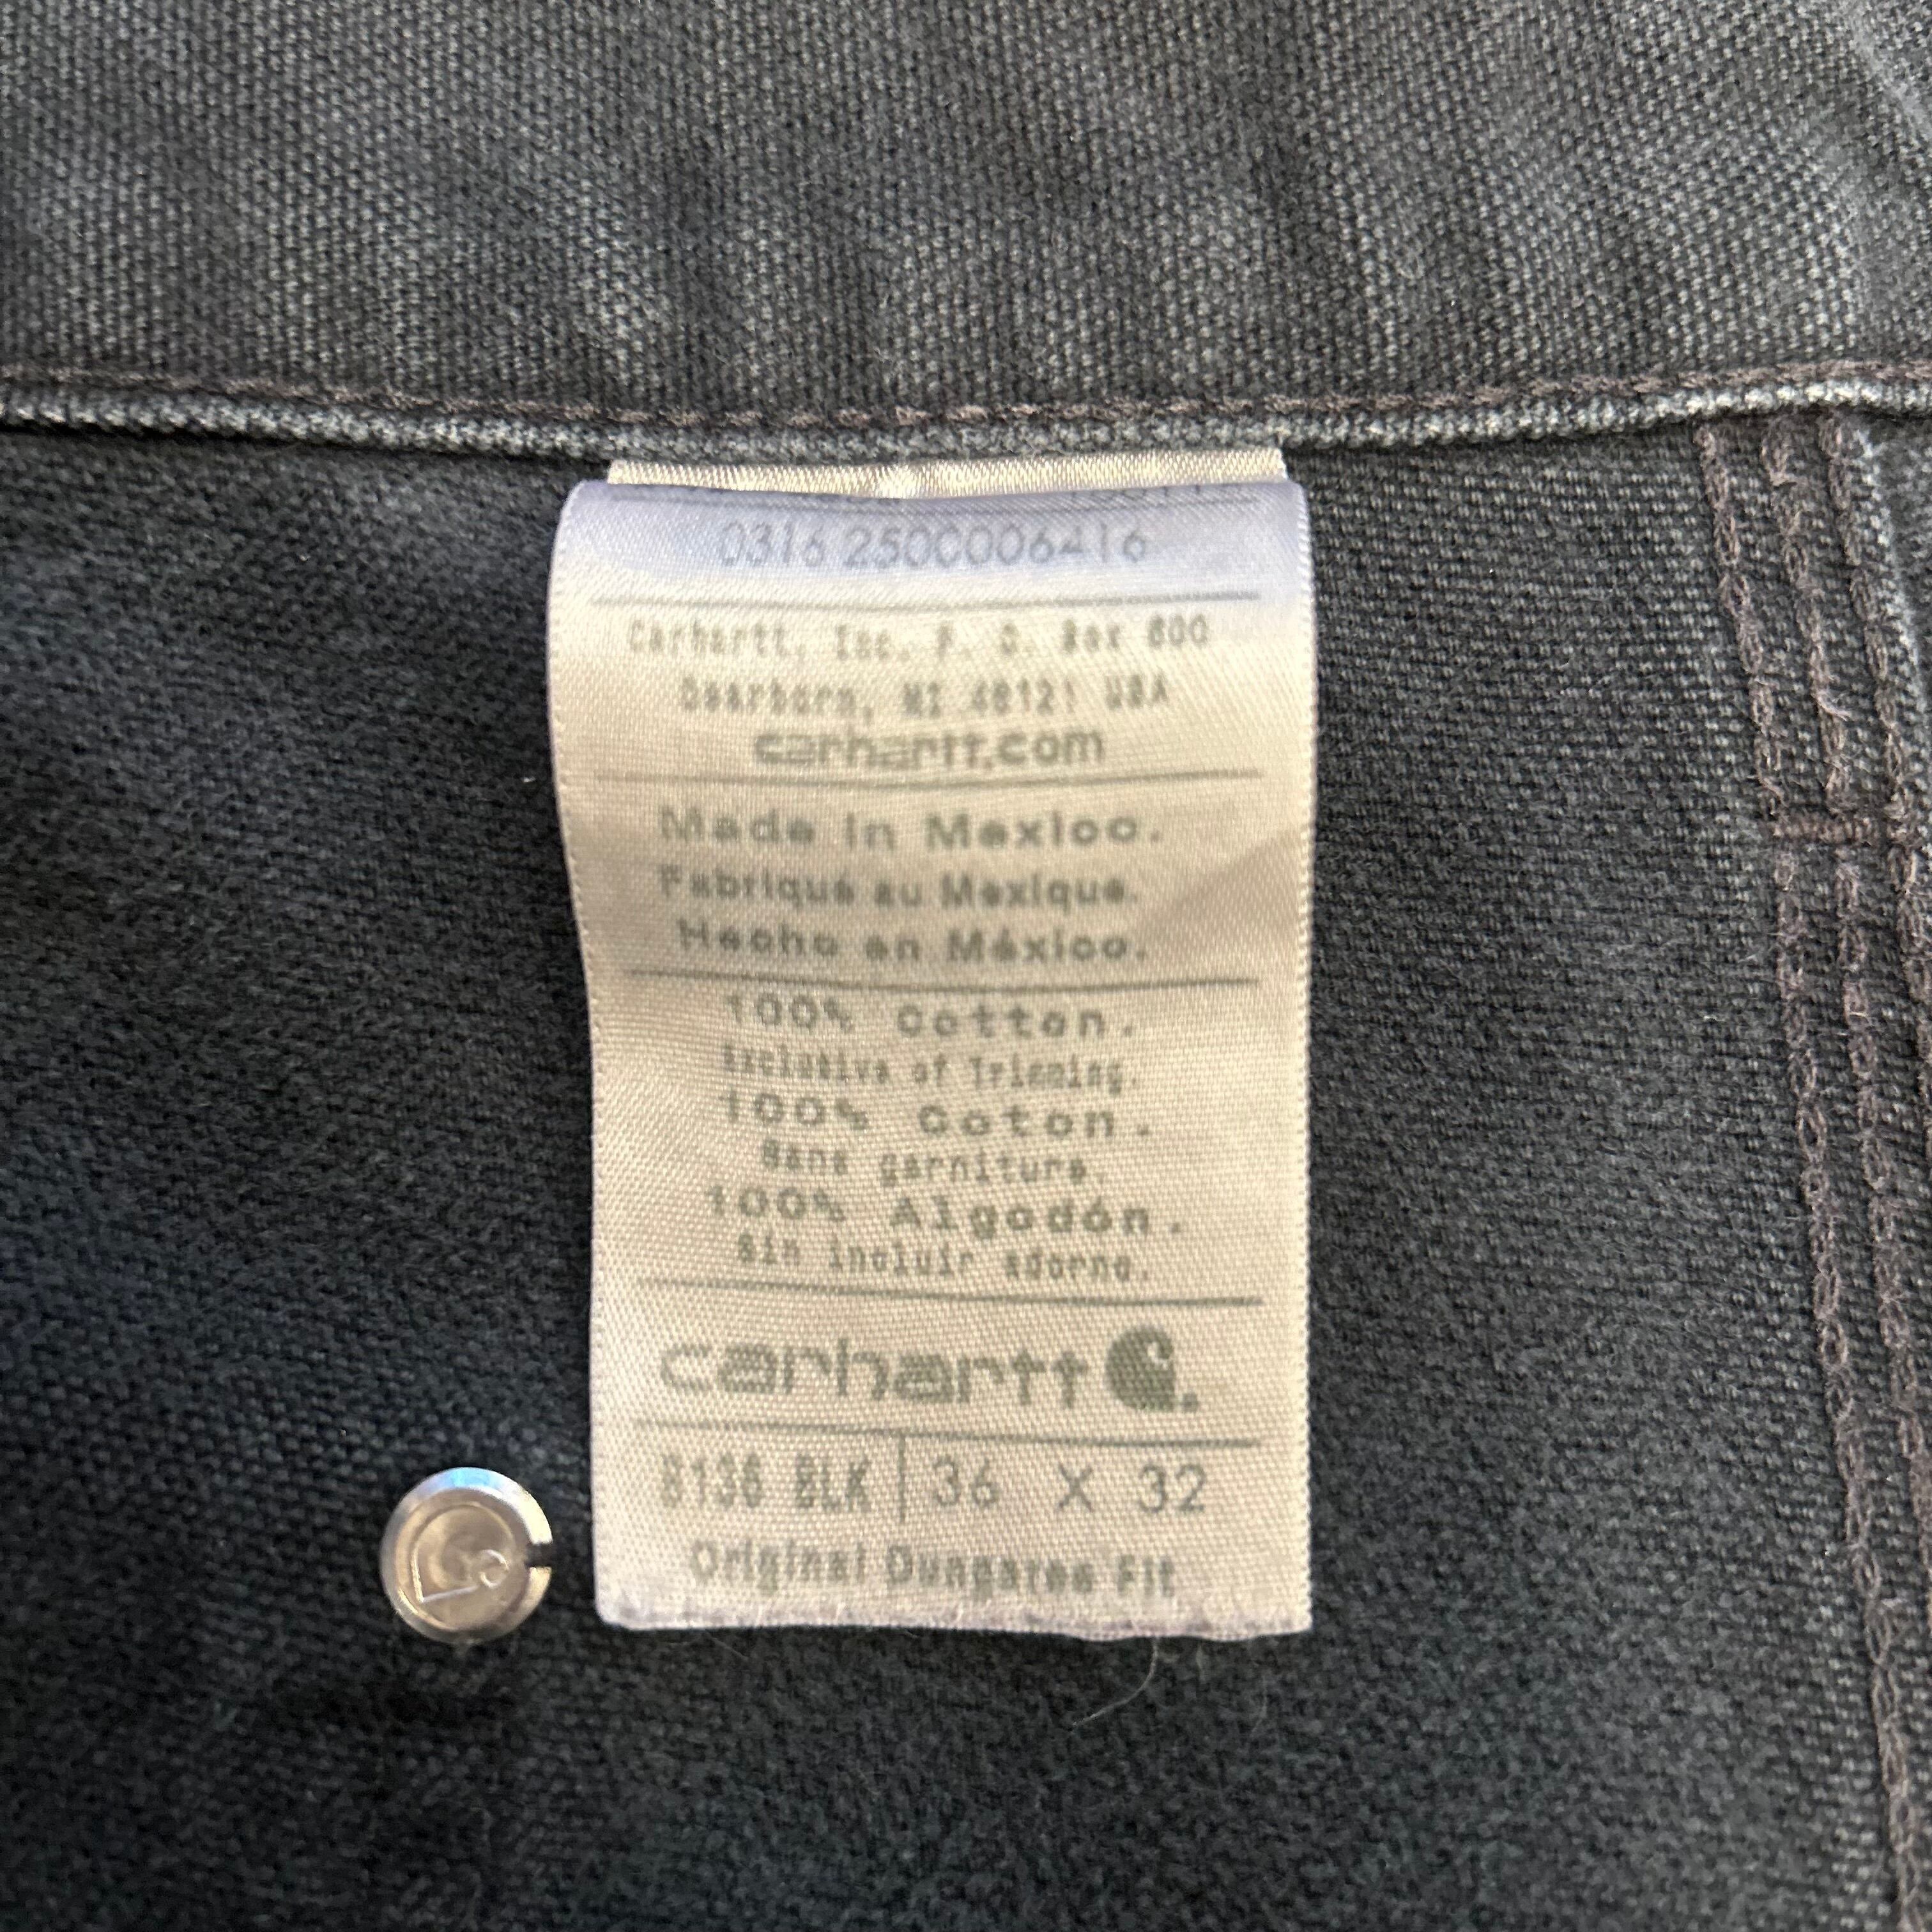 0316 2500006416
Carhartt, Inc. P. O. Box 600
Dearborn, MI 48121 USA
carhartt.com
Made in Mexico.
Fabriqué au Mexique.
Hecho en México.
100% Cotton.
Exclusive of Trimming.
100% Coton.
Sans garniture.
100% Algodón.
Sin incluir adorno.
carhartt
B136 BLK 36 X 32
Original Dungaree Fit